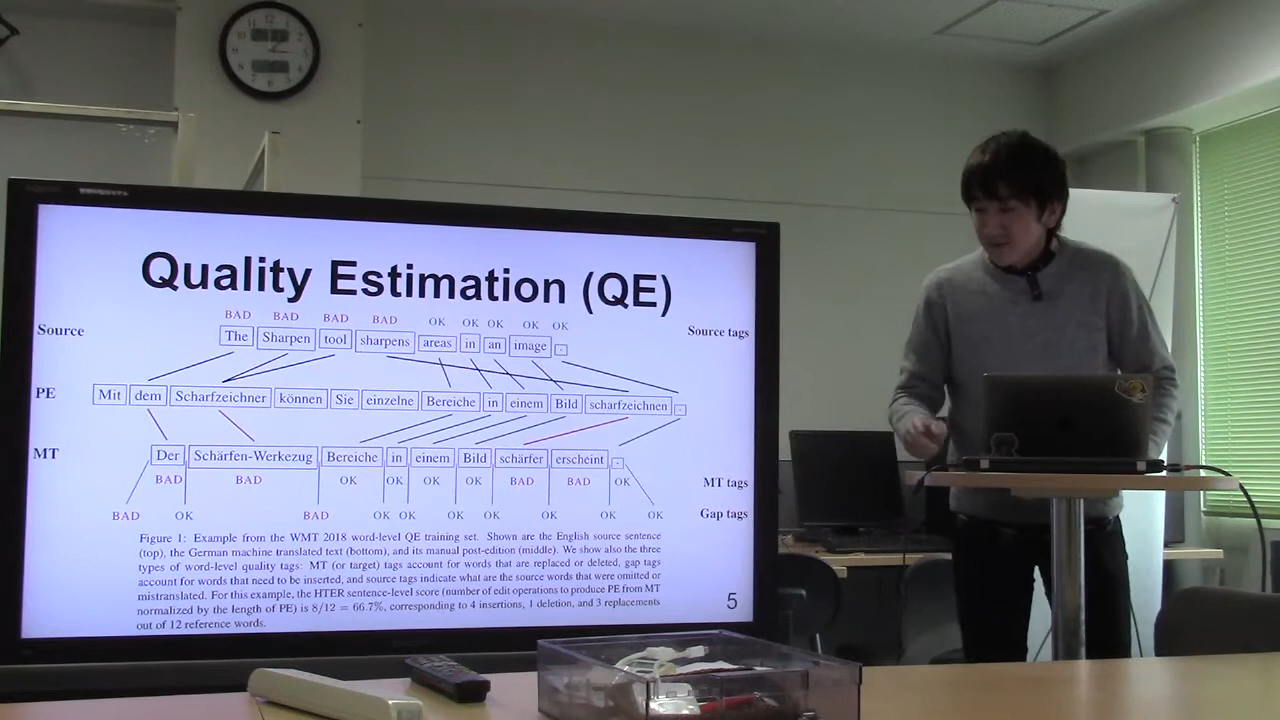 Quality Estimation (QE)
BAD BAD BAD BAD OK OK OK OK OK
Source The Sharpen tool sharpens areas in an image . Source tags
PE Mit dem Scharfzeichner können Sie einzelne Bereiche in einem Bild scharfzeichnen .
MT Der Schärfen-Werkezug Bereiche in einem Bild schärfer erscheint .
BAD BAD OK OK OK OK BAD BAD OK MT tags
BAD OK BAD OK OK OK OK OK OK OK Gap tags
Figure 1: Example from the WMT 2018 word-level QE training set. Shown are the English source sentence
(top), the German machine translated text (bottom), and its manual post-edition (middle). We show also the three
types of word-level quality tags: MT (or target) tags account for words that are replaced or deleted, gap tags
account for words that need to be inserted, and source tags indicate what are the source words that were omitted or
mistranslated. For this example, the HTER sentence-level score (number of edit operations to produce PE from MT
normalized by the length of PE) is 8/12 = 66.7%, corresponding to 4 insertions, 1 deletion, and 3 replacements
out of 12 reference words.
5